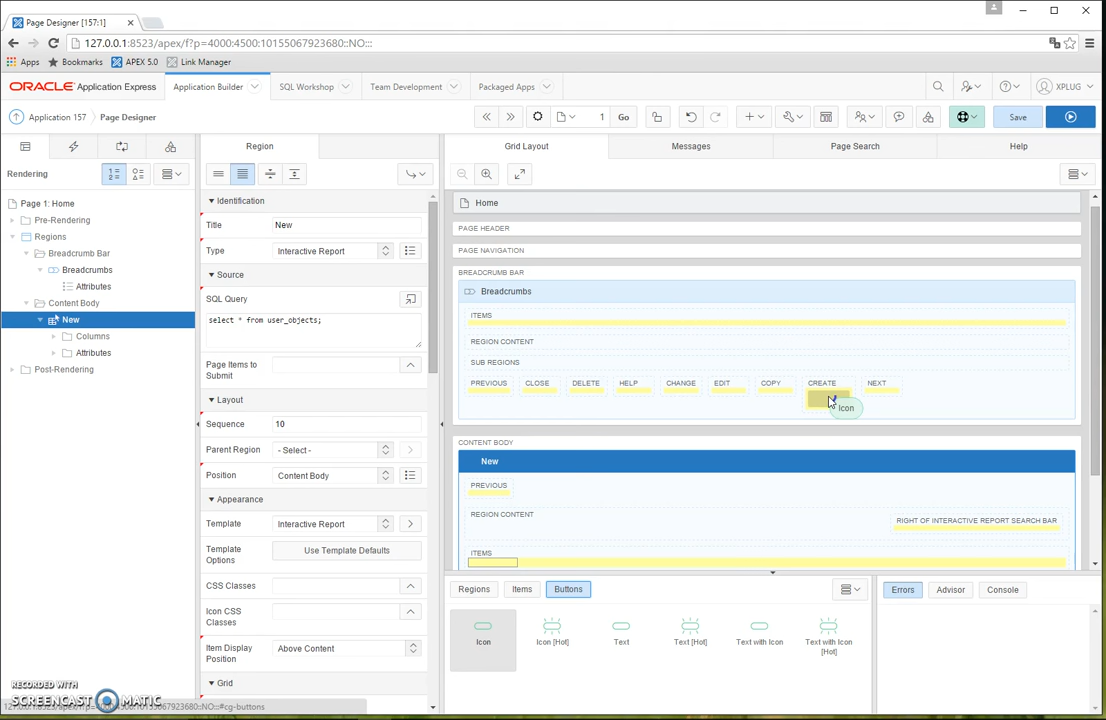 Page Designer [157:1]
127.0.0.1:8523/apex/f?p=4000:4500:10155067923680::NO:::
Apps Bookmarks APEX 5.0 Link Manager
ORACLE Application Express Application Builder SQL Workshop Team Development Packaged Apps XPLUG
Application 157 Page Designer 1 Go Save
Region Grid Layout Messages Page Search Help
Rendering
Page 1: Home
Pre-Rendering
Regions
Breadcrumb Bar
Breadcrumbs
Attributes
Content Body
New
Columns
Attributes
Post-Rendering
Identification
Title New
Type Interactive Report
Source
SQL Query
select * from user_objects;
Page Items to
Submit
Layout
Sequence 10
Parent Region - Select -
Position Content Body
Appearance
Template Interactive Report
Template
Options
Use Template Defaults
CSS Classes
Icon CSS
Classes
Item Display
Position
Above Content
Grid
Home
PAGE HEADER
PAGE NAVIGATION
BREADCRUMB BAR
Breadcrumbs
ITEMS
REGION CONTENT
SUB REGIONS
PREVIOUS CLOSE DELETE HELP CHANGE EDIT COPY CREATE NEXT
Icon
CONTENT BODY
New
PREVIOUS
REGION CONTENT
RIGHT OF INTERACTIVE REPORT SEARCH BAR
ITEMS
Regions Items Buttons Errors Advisor Console
Icon Icon [Hot] Text Text [Hot] Text with Icon Text with Icon
[Hot]
RECORDED WITH
SCREENCAST MATIC